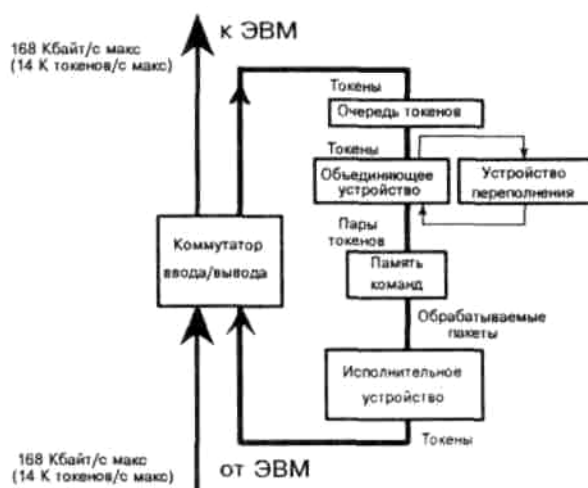 к ЭВМ
168 Кбайт/с макс
(14 К токенов/с макс)
Токены
Очередь токенов
Токены
Объединяющее
устройство
Устройство
переполнения
Пары
токенов
Коммутатор
ввода/вывода
Память
команд
Обрабатываемые
пакеты
Исполнительное
устройство
Токены
168 Кбайт/с макс
(14 К токенов/с макс)
от ЭВМ